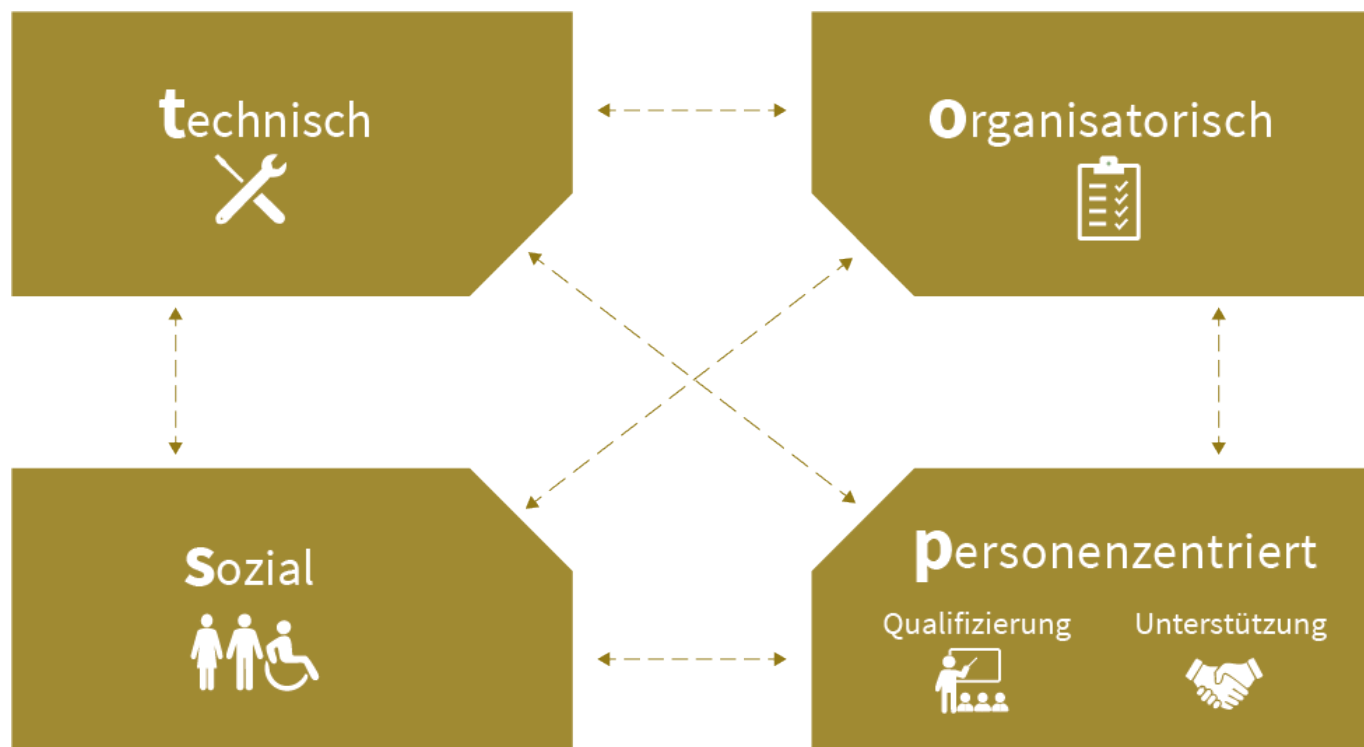 technisch
organisatorisch
sozial
personenzentriert
Qualifizierung
Unterstützung